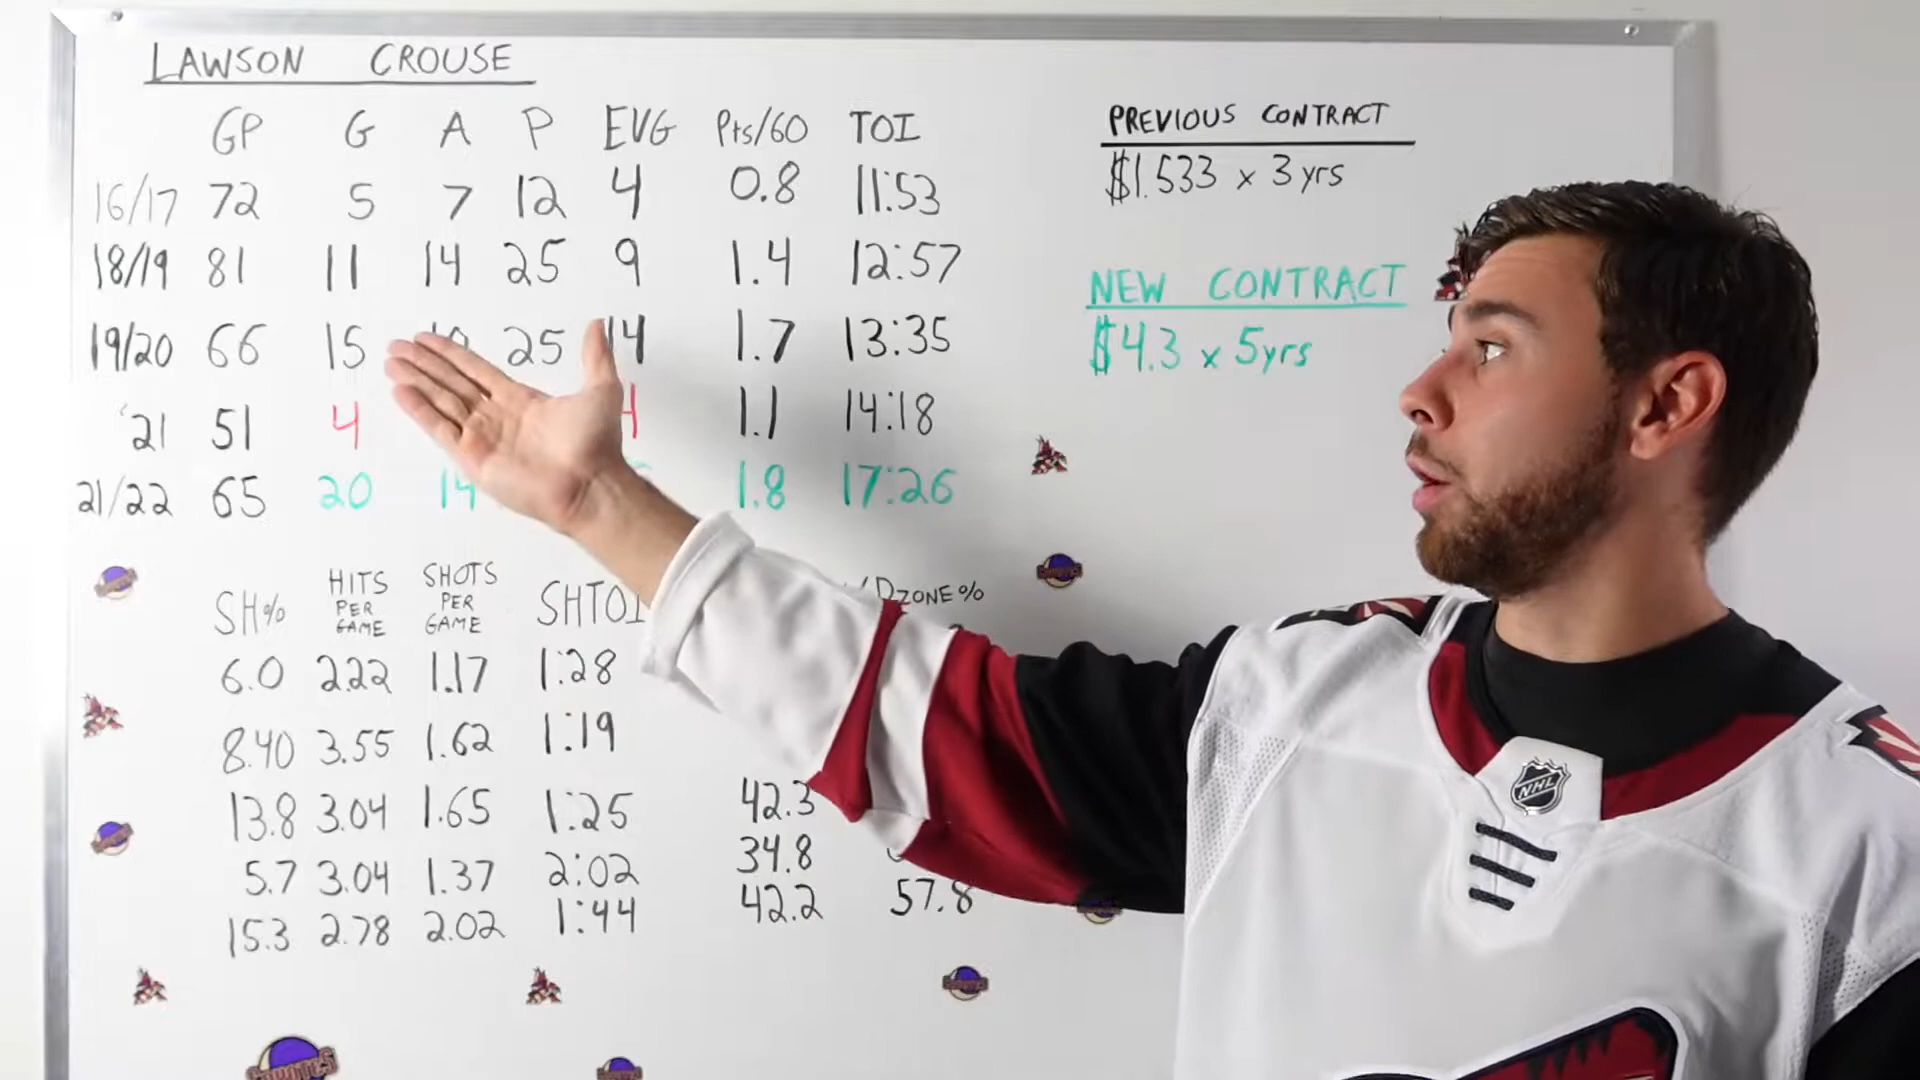 LAWSON CROUSE
GP G A P EVG Pts/60 TOI
16/17 72 5 7 12 4 0.8 11:53
18/19 81 11 14 25 9 1.4 12:57
19/20 66 15 25 14 1.7 13:35
'21 51 4 1.1 14:18
21/22 65 20 14 1.8 17:26
PREVIOUS CONTRACT
$1.533 x 3yrs
NEW CONTRACT
$4.3 x 5yrs
SH% HITS PER GAME SHOTS PER GAME SHTOI DZONE%
6.0 2.22 1.17 1:28
8.40 3.55 1.62 1:19
13.8 3.04 1.65 1:25 42.3
5.7 3.04 1.37 2:02 34.8
15.3 2.78 2.02 1:44 42.2 57.8
NHL
COYOTES